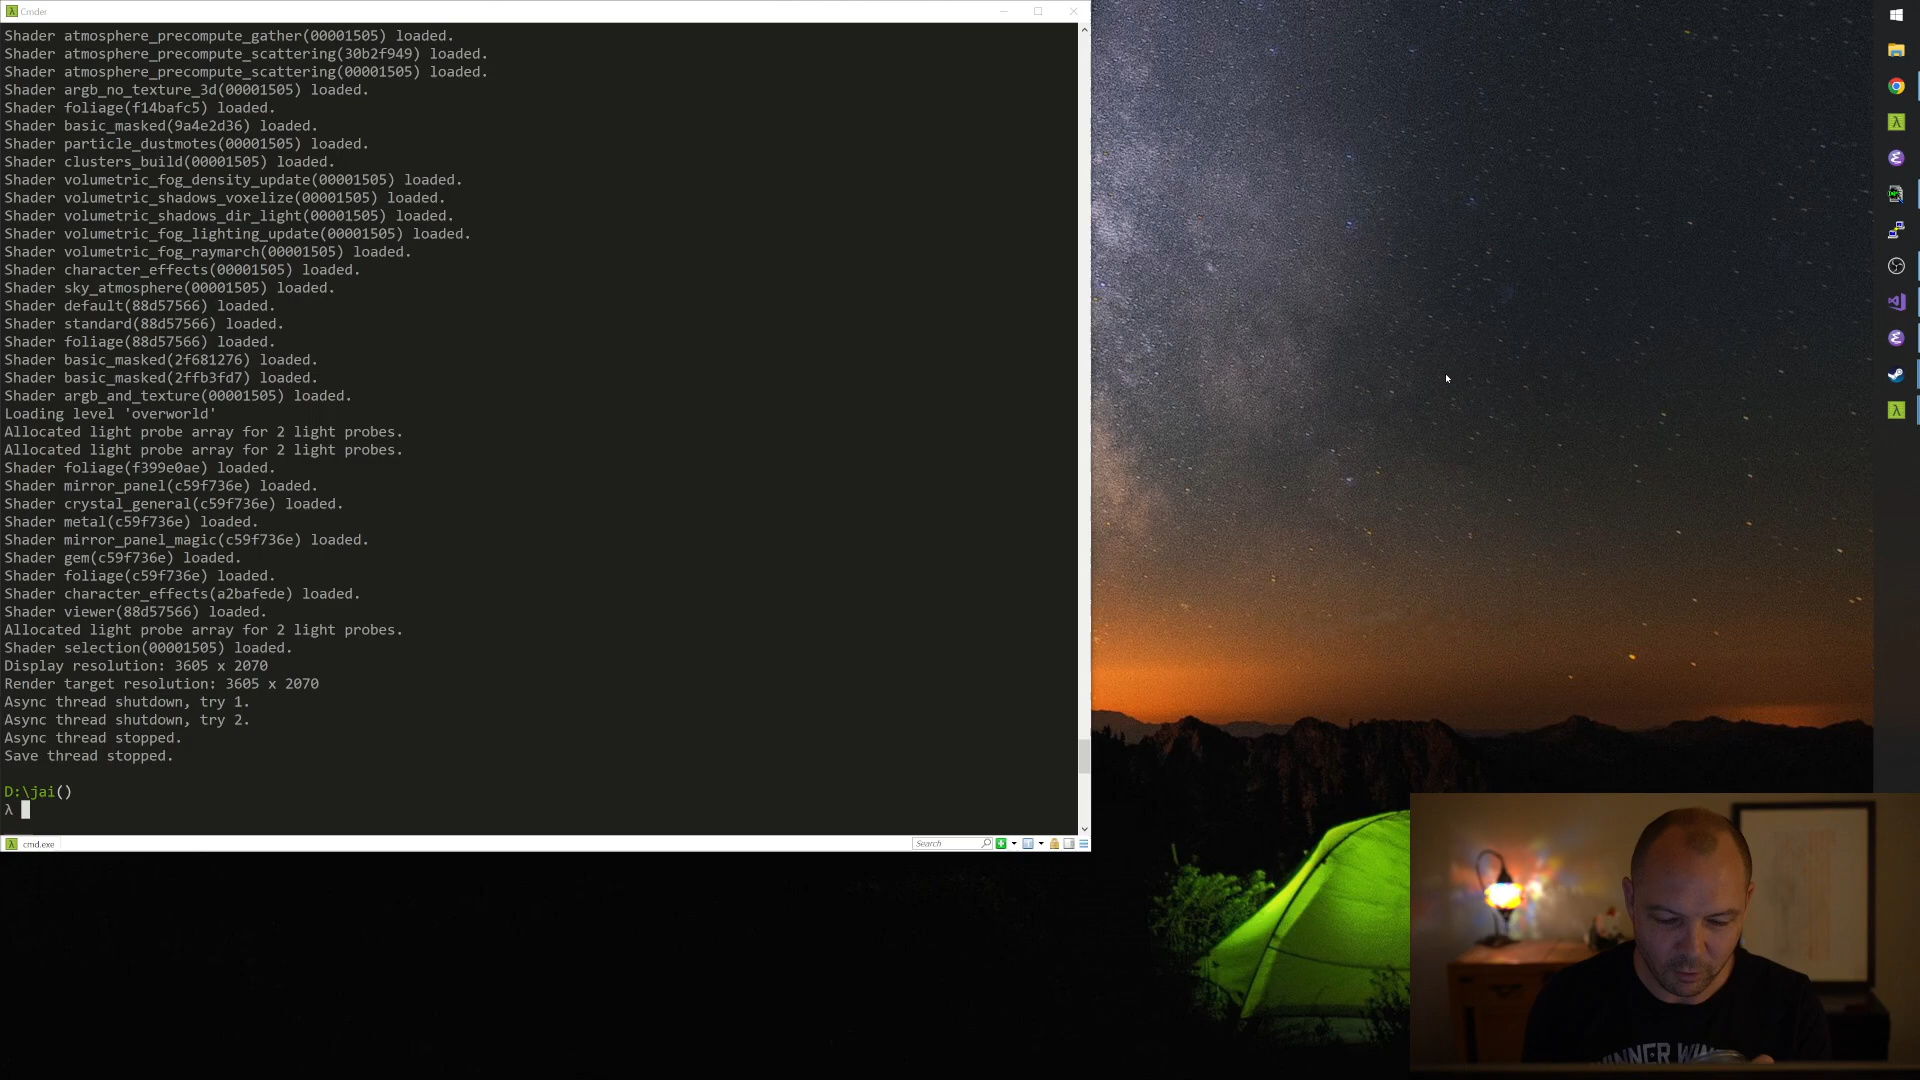 Cmder
Shader atmosphere_precompute_gather(00001505) loaded.
Shader atmosphere_precompute_scattering(30b2f949) loaded.
Shader atmosphere_precompute_scattering(00001505) loaded.
Shader argb_no_texture_3d(00001505) loaded.
Shader foliage(f14bafc5) loaded.
Shader basic_masked(9a4e2d36) loaded.
Shader particle_dustmotes(00001505) loaded.
Shader clusters_build(00001505) loaded.
Shader volumetric_fog_density_update(00001505) loaded.
Shader volumetric_shadows_voxelize(00001505) loaded.
Shader volumetric_shadows_dir_light(00001505) loaded.
Shader volumetric_fog_lighting_update(00001505) loaded.
Shader volumetric_fog_raymarch(00001505) loaded.
Shader character_effects(00001505) loaded.
Shader sky_atmosphere(00001505) loaded.
Shader default(88d57566) loaded.
Shader standard(88d57566) loaded.
Shader foliage(88d57566) loaded.
Shader basic_masked(2f681276) loaded.
Shader basic_masked(2ffb3fd7) loaded.
Shader argb_and_texture(00001505) loaded.
Loading level 'overworld'
Allocated light probe array for 2 light probes.
Allocated light probe array for 2 light probes.
Shader foliage(f399e0ae) loaded.
Shader mirror_panel(c59f736e) loaded.
Shader crystal_general(c59f736e) loaded.
Shader metal(c59f736e) loaded.
Shader mirror_panel_magic(c59f736e) loaded.
Shader gem(c59f736e) loaded.
Shader foliage(c59f736e) loaded.
Shader character_effects(a2bafede) loaded.
Shader viewer(88d57566) loaded.
Allocated light probe array for 2 light probes.
Shader selection(00001505) loaded.
Display resolution: 3605 x 2070
Render target resolution: 3605 x 2070
Async thread shutdown, try 1.
Async thread shutdown, try 2.
Async thread stopped.
Save thread stopped.
D:\jai()
λ
cmd.exe
Search